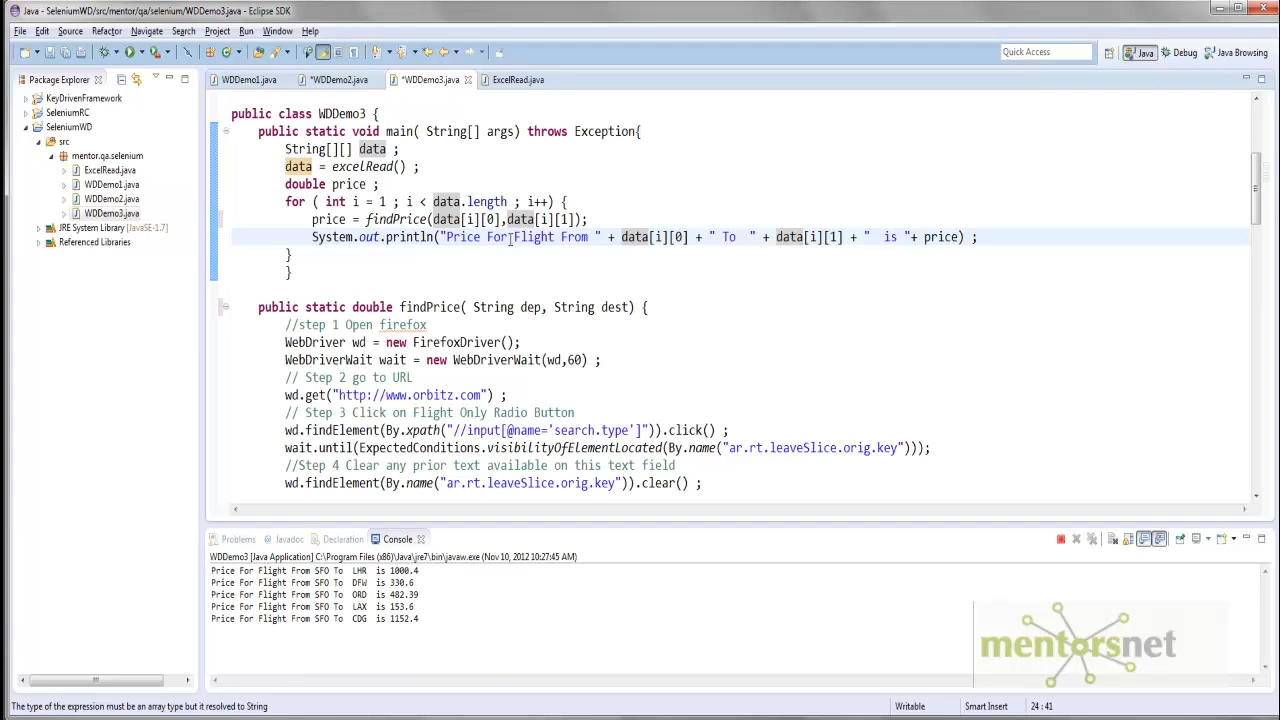 Java - SeleniumWD/src/mentor/qa/selenium/WDDemo3.java - Eclipse SDK
File Edit Source Refactor Navigate Search Project Run Window Help
Quick Access Java Debug Java Browsing
Package Explorer
KeyDrivenFramework
SeleniumRC
SeleniumWD
src
mentor.qa.selenium
ExcelRead.java
WDDemo1.java
WDDemo2.java
WDDemo3.java
JRE System Library [JavaSE-1.7]
Referenced Libraries
WDDemo1.java *WDDemo2.java *WDDemo3.java ExcelRead.java
public class WDDemo3 {
public static void main( String[] args) throws Exception{
String[][] data ;
data = excelRead() ;
double price ;
for ( int i = 1 ; i < data.length ; i++) {
price = findPrice(data[i][0],data[i][1]);
System.out.println("Price For Flight From " + data[i][0] + " To  " + data[i][1] + "  is "+ price) ;
}
}
public static double findPrice( String dep, String dest) {
//step 1 Open firefox
WebDriver wd = new FirefoxDriver();
WebDriverWait wait = new WebDriverWait(wd,60) ;
// Step 2 go to URL
wd.get("http://www.orbitz.com") ;
// Step 3 Click on Flight Only Radio Button
wd.findElement(By.xpath("//input[@name='search.type']")).click() ;
wait.until(ExpectedConditions.visibilityOfElementLocated(By.name("ar.rt.leaveSlice.orig.key")));
//Step 4 Clear any prior text available on this text field
wd.findElement(By.name("ar.rt.leaveSlice.orig.key")).clear() ;
Problems Javadoc Declaration Console
WDDemo3 [Java Application] C:\Program Files (x86)\Java\jre7\bin\javaw.exe (Nov 10, 2012 10:27:45 AM)
Price For Flight From SFO To  LHR  is 1000.4
Price For Flight From SFO To  DFW  is 330.6
Price For Flight From SFO To  ORD  is 482.39
Price For Flight From SFO To  LAX  is 153.6
Price For Flight From SFO To  CDG  is 1152.4
mentorsnet
The type of the expression must be an array type but it resolved to String Writable Smart Insert 24 : 41